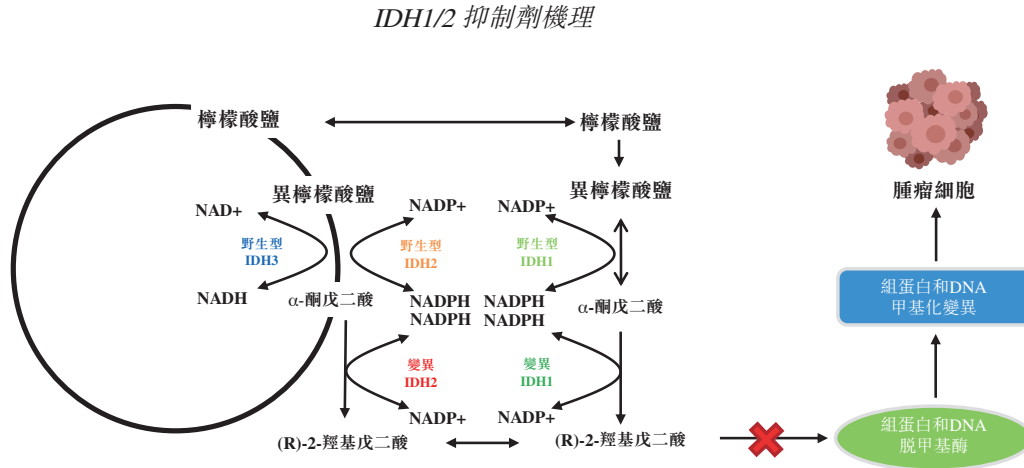 IDH1/2 抑制劑機理
檸檬酸鹽
檸檬酸鹽
異檸檬酸鹽
異檸檬酸鹽
NAD+
NADP+
NADP+
野生型
IDH3
野生型
IDH2
野生型
IDH1
NADH
α-酮戊二酸
NADPH
NADPH
NADPH
NADPH
α-酮戊二酸
變異
IDH2
變異
IDH1
NADP+
NADP+
(R)-2-羥基戊二酸
(R)-2-羥基戊二酸
腫瘤細胞
組蛋白和DNA
甲基化變異
組蛋白和DNA
脱甲基酶